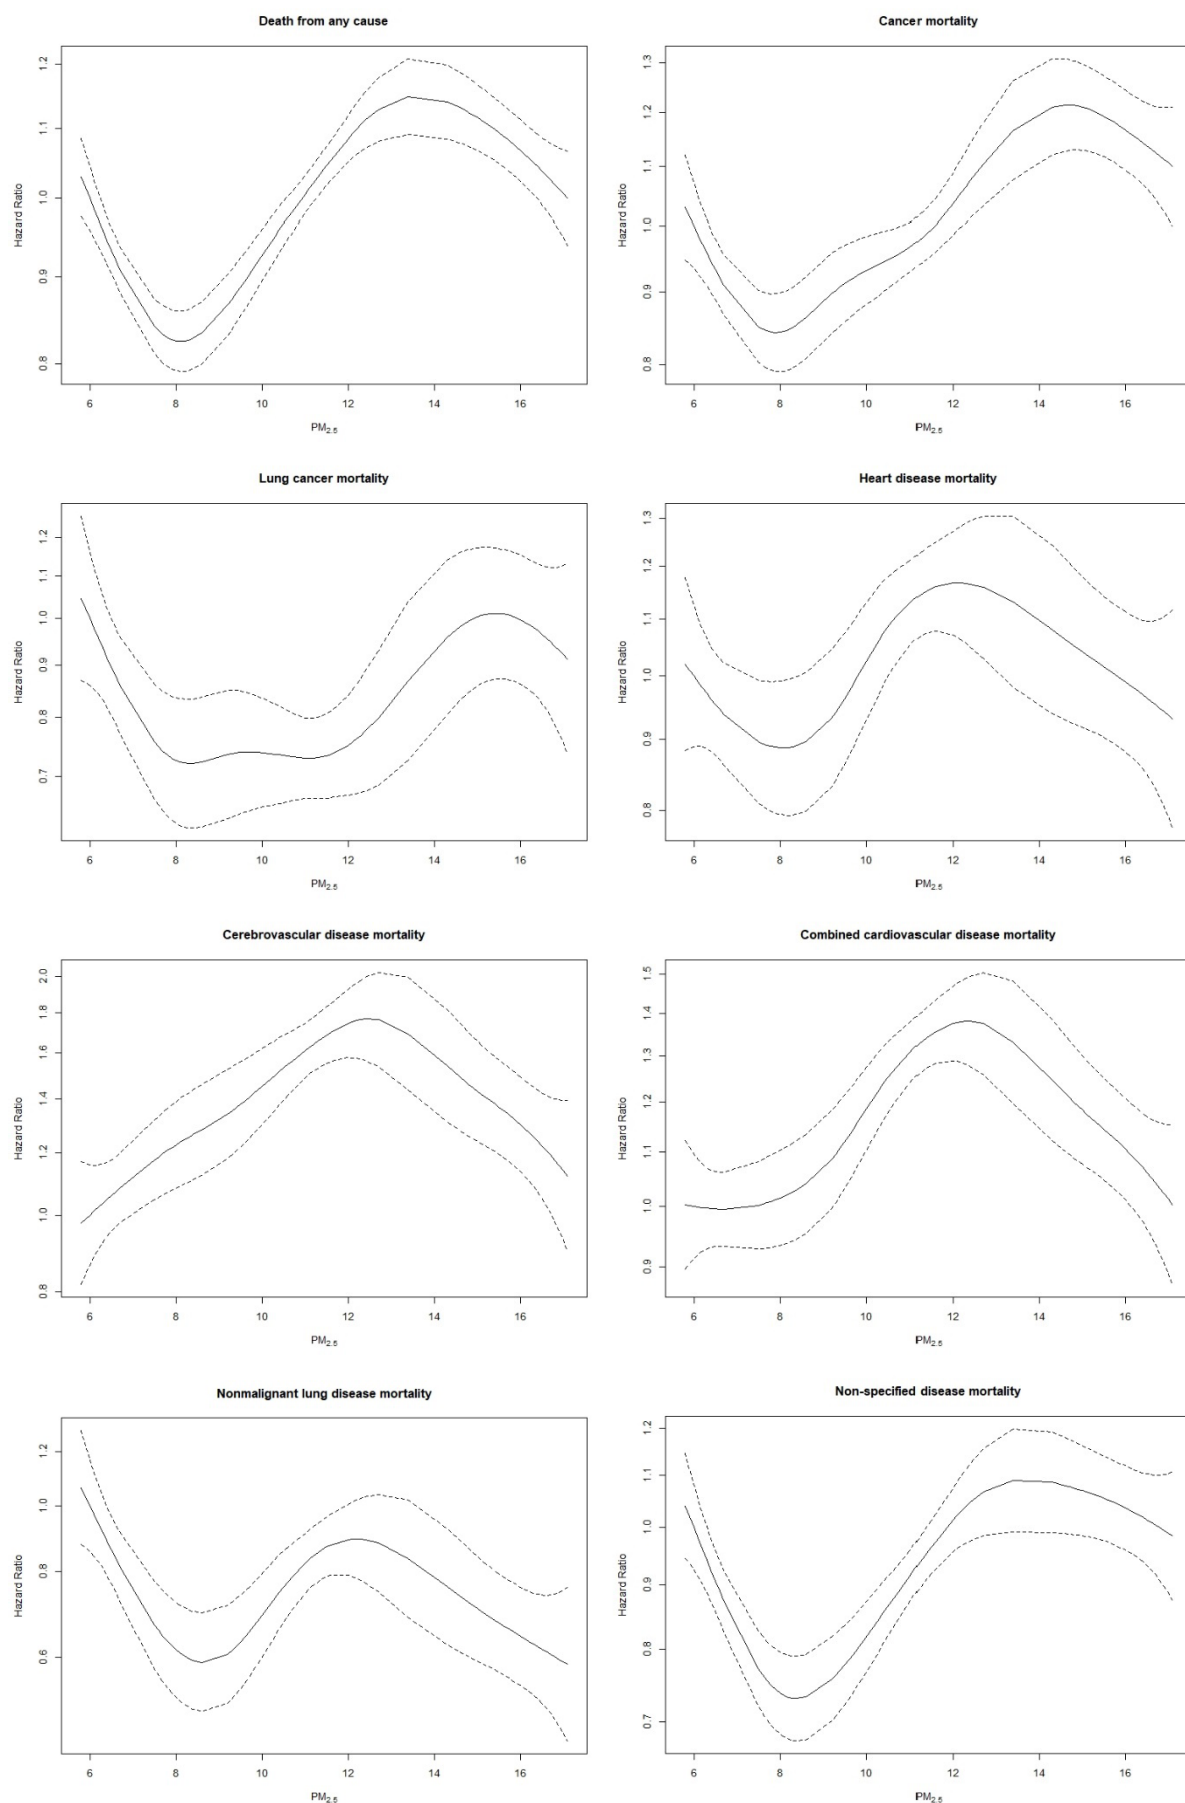 Death from any cause
Hazard Ratio
1.2
1.1
1.0
0.9
0.8
6 8 10 12 14 16
PM2.5
Cancer mortality
Hazard Ratio
1.3
1.2
1.1
1.0
0.9
0.8
6 8 10 12 14 16
PM2.5
Lung cancer mortality
Hazard Ratio
1.2
1.1
1.0
0.9
0.8
0.7
6 8 10 12 14 16
PM2.5
Heart disease mortality
Hazard Ratio
1.3
1.2
1.1
1.0
0.9
0.8
6 8 10 12 14 16
PM2.5
Cerebrovascular disease mortality
Hazard Ratio
2.0
1.8
1.6
1.4
1.2
1.0
0.8
6 8 10 12 14 16
PM2.5
Combined cardiovascular disease mortality
Hazard Ratio
1.5
1.4
1.3
1.2
1.1
1.0
0.9
6 8 10 12 14 16
PM2.5
Nonmalignant lung disease mortality
Hazard Ratio
1.2
1.0
0.8
0.6
6 8 10 12 14 16
PM2.5
Non-specified disease mortality
Hazard Ratio
1.2
1.1
1.0
0.9
0.8
0.7
6 8 10 12 14 16
PM2.5